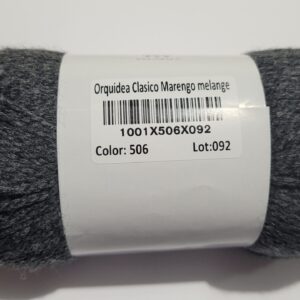 Orquidea Clasico Marengo melange
1001X506X092
Color: 506 Lot:092